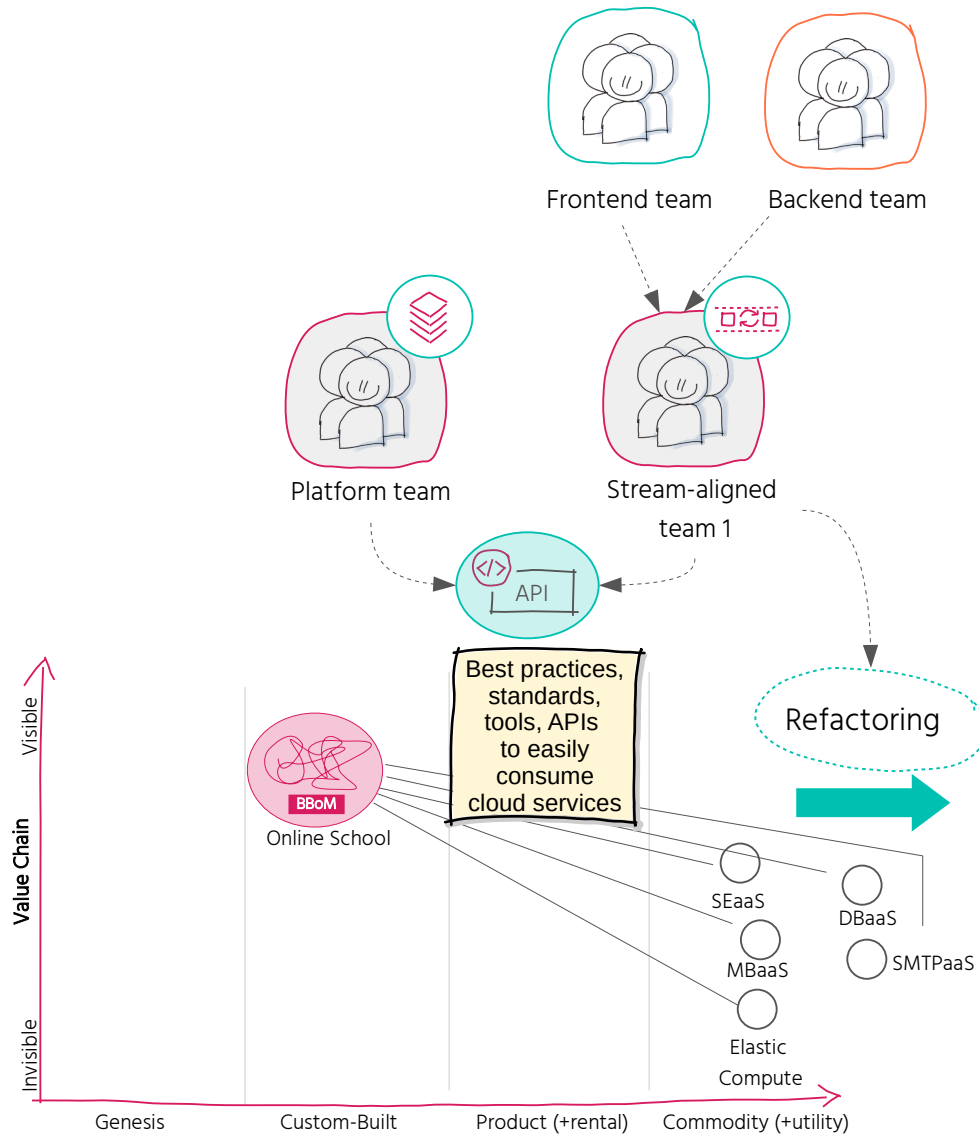 Frontend team
Backend team
Platform team
Stream-aligned
team 1
</>
API
Best practices,
standards,
tools, APIs
to easily
consume
cloud services
Refactoring
Visible
Value Chain
Invisible
BBoM
Online School
SEaaS
DBaaS
MBaaS
SMTPaaS
Elastic
Compute
Genesis
Custom-Built
Product (+rental)
Commodity (+utility)